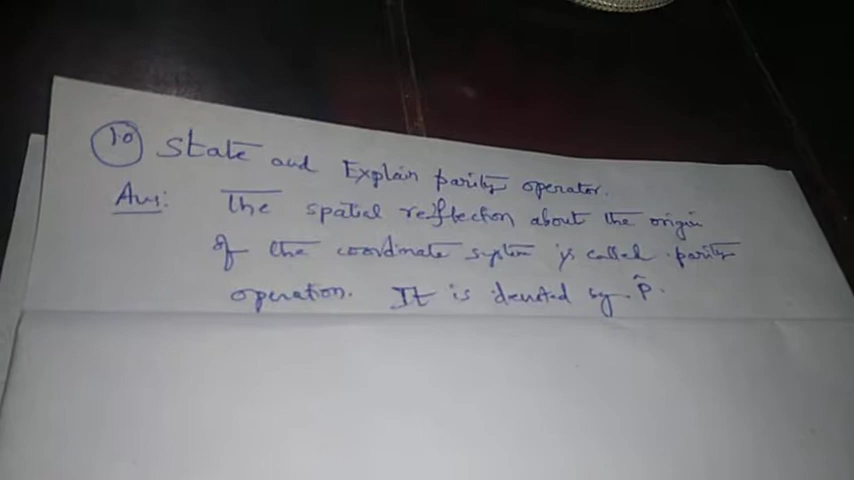 10 State and Explain parity operator.
Ans: The spatial reflection about the origin
of the coordinate system is called parity
operation. It is denoted by P̂.